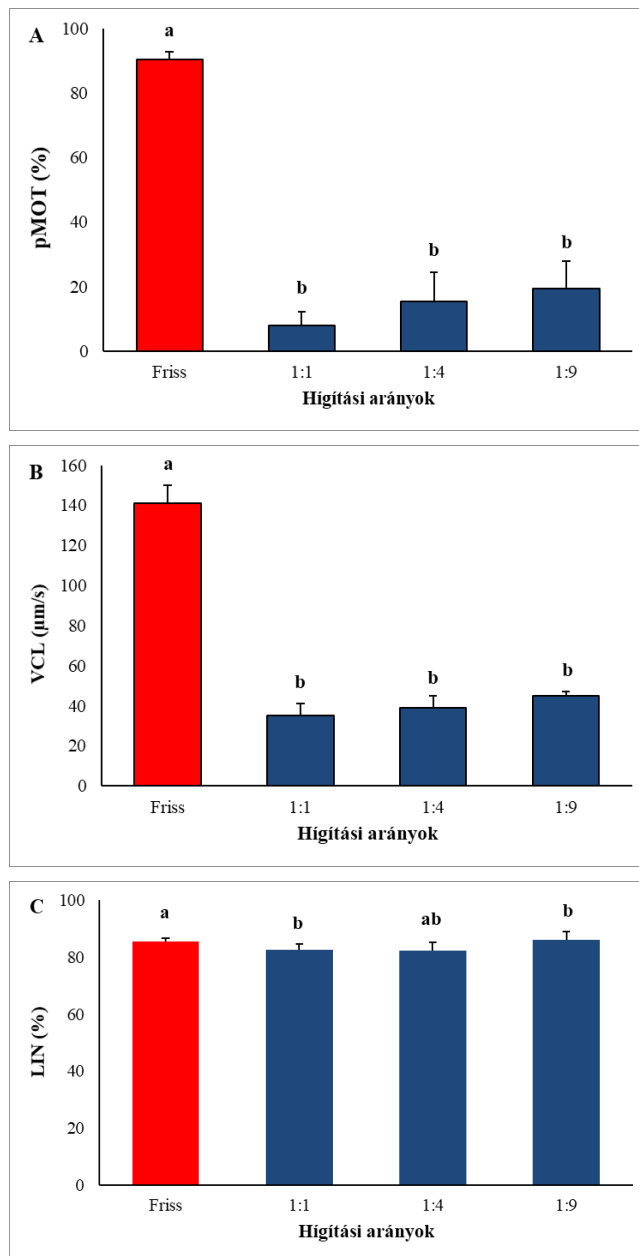 A
a
100
80
60
40
20
0
pMOT (%)
b
b
b
Friss
1:1
1:4
1:9
Hígítási arányok
B
a
160
140
120
100
80
60
40
20
0
VCL (µm/s)
b
b
b
Friss
1:1
1:4
1:9
Hígítási arányok
C
a
b
ab
b
100
80
60
40
20
0
LIN (%)
Friss
1:1
1:4
1:9
Hígítási arányok